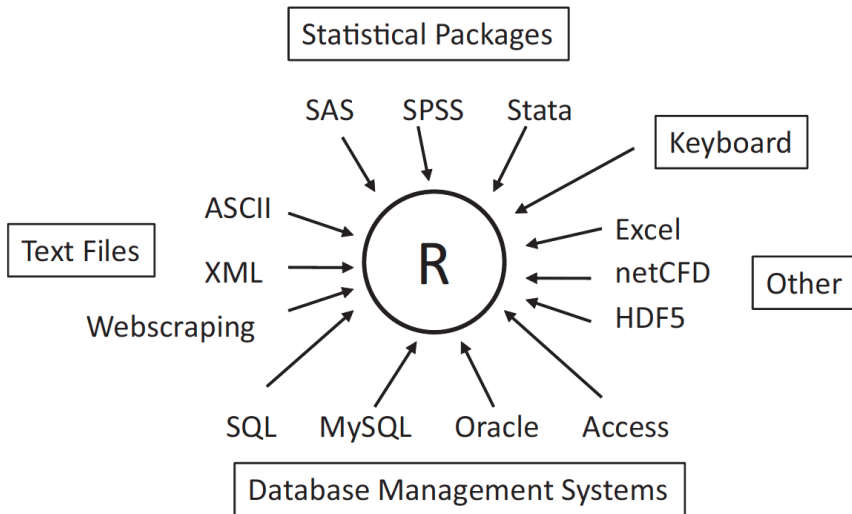 Statistical Packages
SAS SPSS Stata
Keyboard
ASCII
Text Files
XML
Webscraping
R
Excel
netCFD
HDF5
Other
SQL MySQL Oracle Access
Database Management Systems